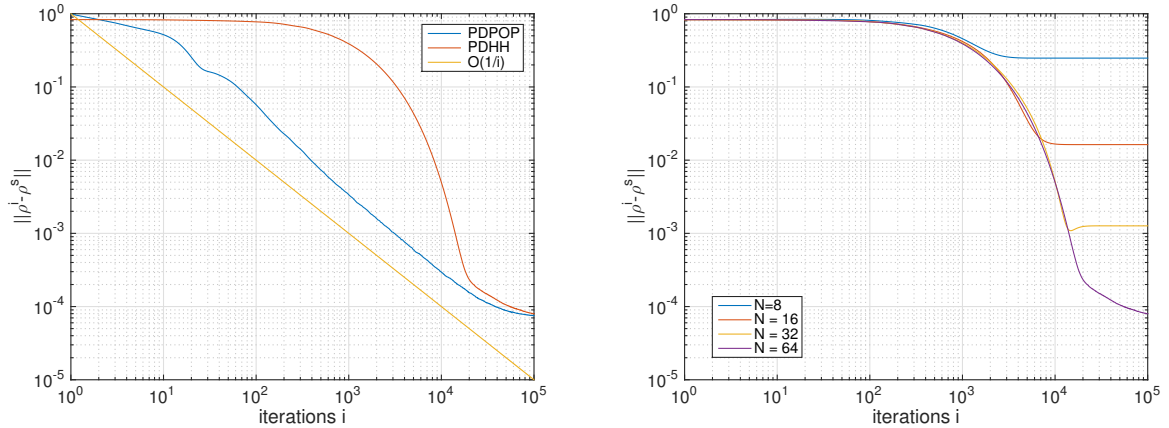 10^0
10^-1
10^-2
10^-3
10^-4
10^-5
||ρ^i-ρ^s||
PDPOP
PDHH
O(1/i)
10^0 10^1 10^2 10^3 10^4 10^5
iterations i
10^0
10^-1
10^-2
10^-3
10^-4
10^-5
||ρ^i-ρ^s||
N=8
N = 16
N = 32
N = 64
10^0 10^1 10^2 10^3 10^4 10^5
iterations i